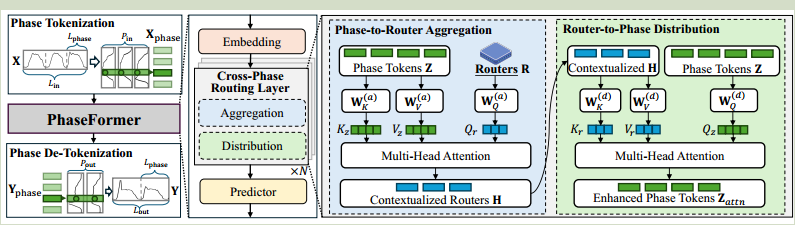 Phase Tokenization
X
L_phase
P_in
X_phase
L_in
PhaseFormer
Phase De-Tokenization
Y_phase
P_out
L_phase
Y
L_out
Embedding
Cross-Phase
Routing Layer
Aggregation
Distribution
×N
Predictor
Phase-to-Router Aggregation
Phase Tokens Z
Routers R
W_K^(a)
W_V^(a)
W_Q^(a)
K_z
V_z
Q_r
Multi-Head Attention
Contextualized Routers H
Router-to-Phase Distribution
Contextualized H
Phase Tokens Z
W_K^(d)
W_V^(d)
W_Q^(d)
K_r
V_r
Q_z
Multi-Head Attention
Enhanced Phase Tokens Z_attn